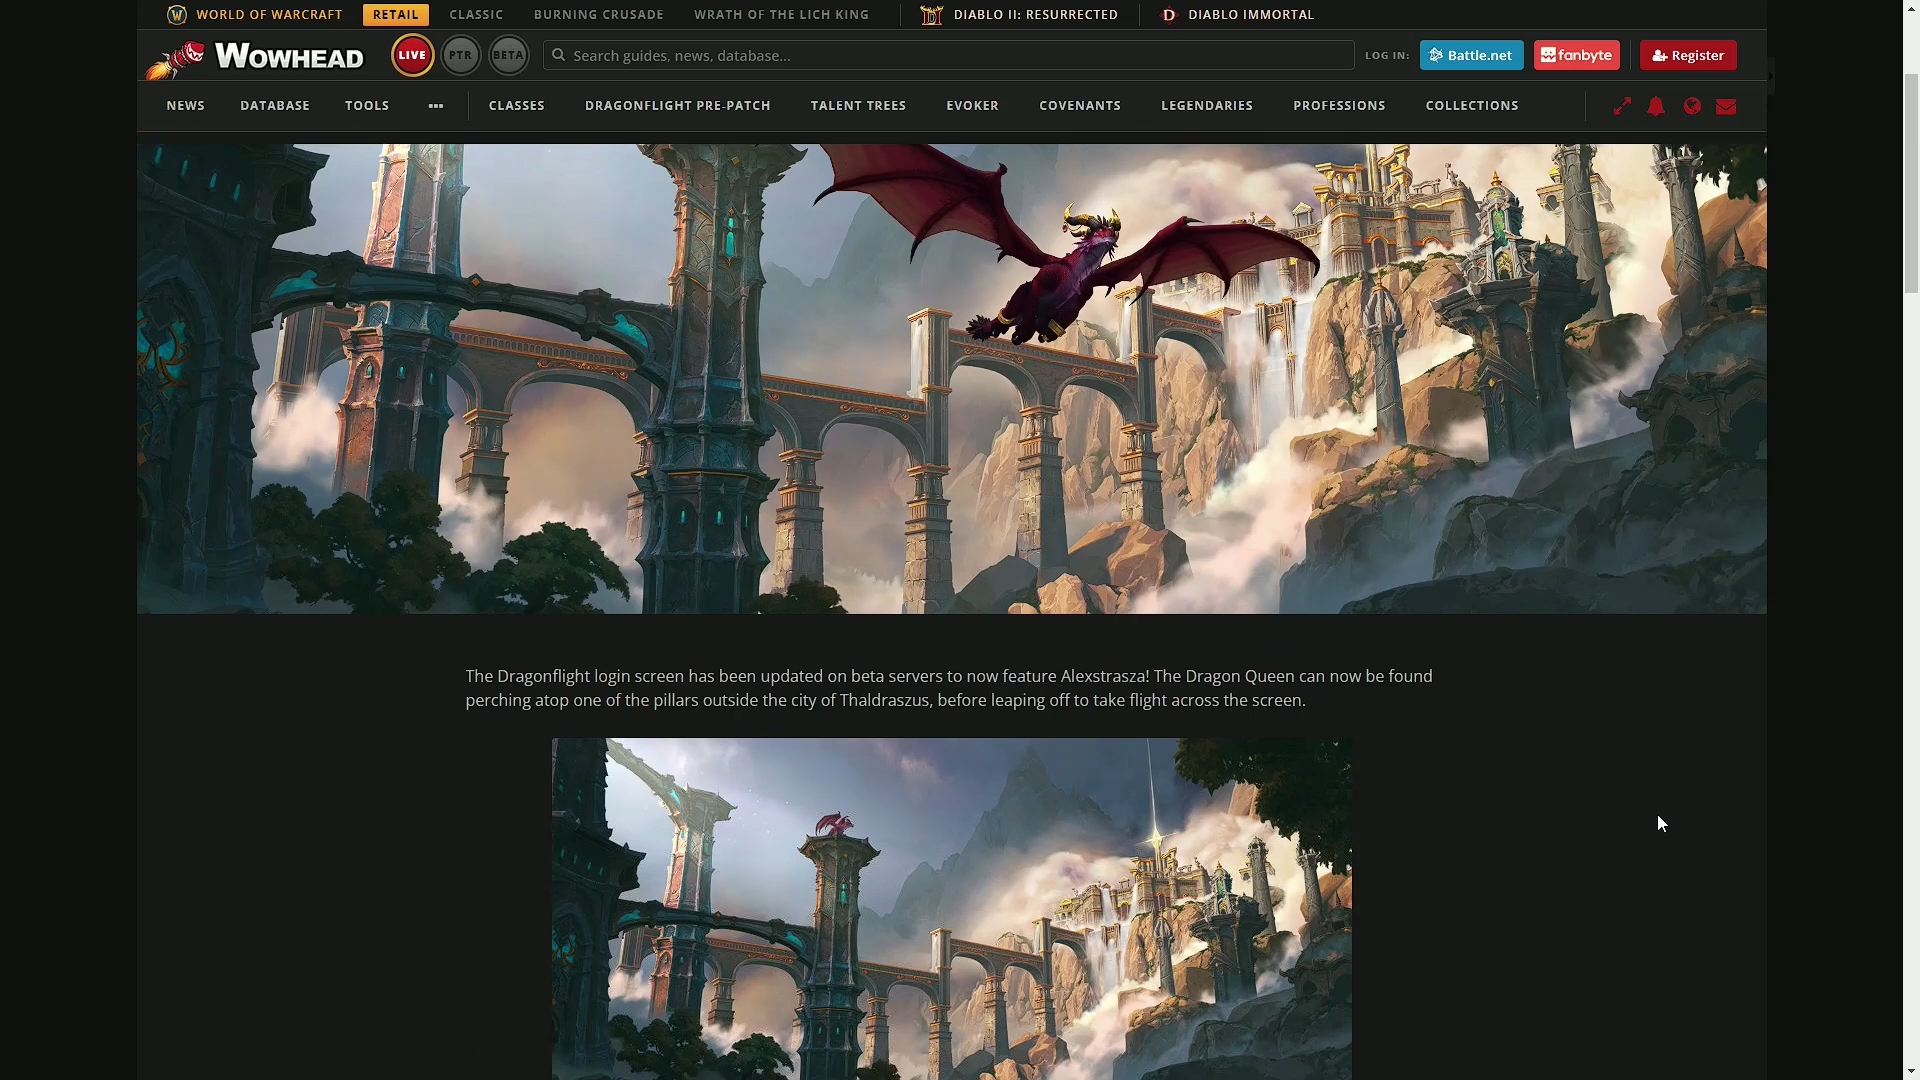 WORLD OF WARCRAFT RETAIL CLASSIC BURNING CRUSADE WRATH OF THE LICH KING DIABLO II: RESURRECTED DIABLO IMMORTAL
WOWHEAD LIVE PTR BETA Search guides, news, database... LOG IN: Battle.net fanbyte Register
NEWS DATABASE TOOLS ••• CLASSES DRAGONFLIGHT PRE-PATCH TALENT TREES EVOKER COVENANTS LEGENDARIES PROFESSIONS COLLECTIONS
The Dragonflight login screen has been updated on beta servers to now feature Alexstrasza! The Dragon Queen can now be found
perching atop one of the pillars outside the city of Thaldraszus, before leaping off to take flight across the screen.